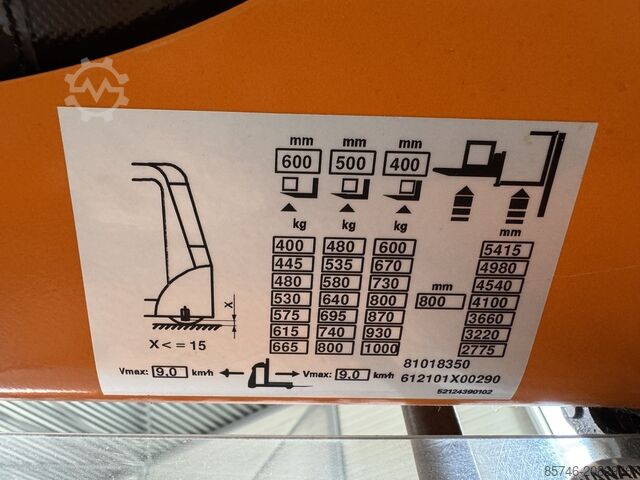 mm mm mm
600 500 400
kg kg kg mm
400 480 600 5415
445 535 670 4980
480 580 730 mm 4540
530 640 800 800 4100
575 695 870 3660
615 740 930 3220
665 800 1000 2775
X
X <= 15
81018350
Vmax: 9.0 km/h Vmax: 9.0 km/h 612101X00290
52124390102